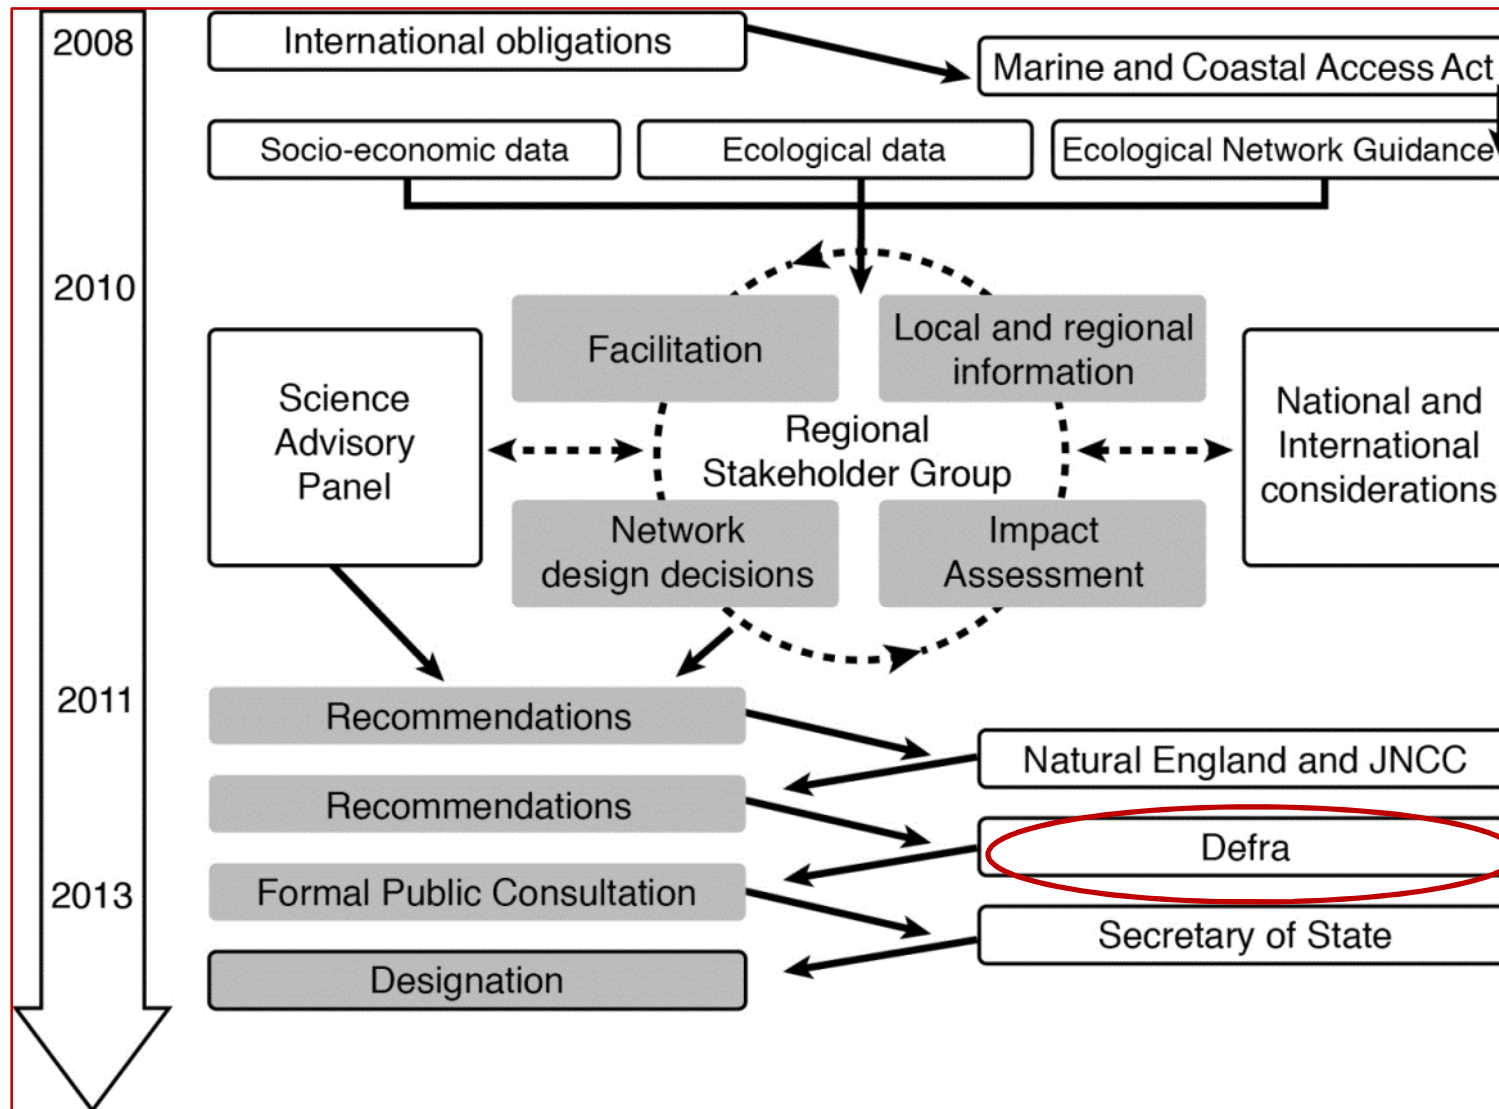 2008
International obligations
Marine and Coastal Access Act
Socio-economic data
Ecological data
Ecological Network Guidance
2010
Facilitation
Local and regional
information
Science
Advisory
Panel
Regional
Stakeholder Group
National and
International
considerations
Network
design decisions
Impact
Assessment
2011
Recommendations
Natural England and JNCC
Recommendations
Defra
2013
Formal Public Consultation
Secretary of State
Designation